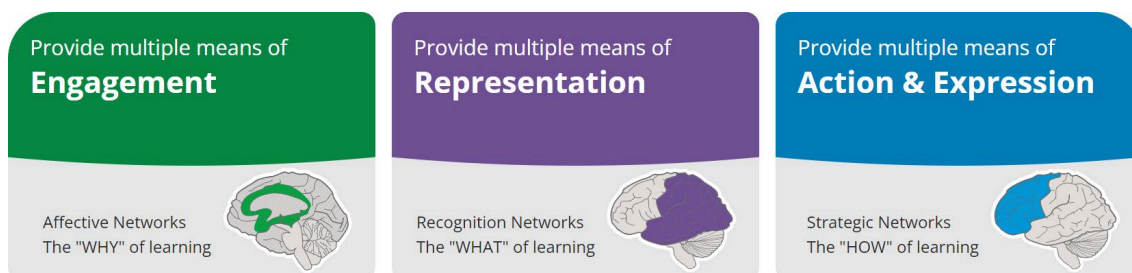 Provide multiple means of
Engagement
Affective Networks
The "WHY" of learning
Provide multiple means of
Representation
Recognition Networks
The "WHAT" of learning
Provide multiple means of
Action & Expression
Strategic Networks
The "HOW" of learning